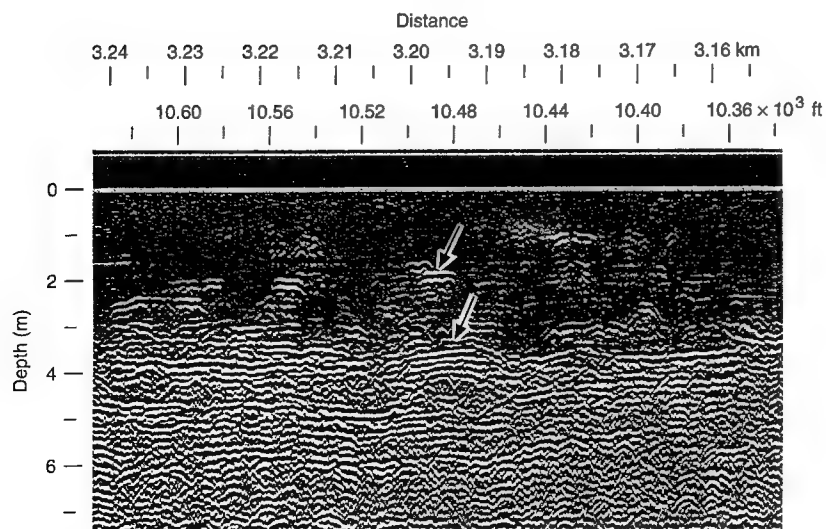 Distance
3.24 3.23 3.22 3.21 3.20 3.19 3.18 3.17 3.16 km
10.60 10.56 10.52 10.48 10.44 10.40 10.36 × 10³ ft
Depth (m)
0
2
4
6